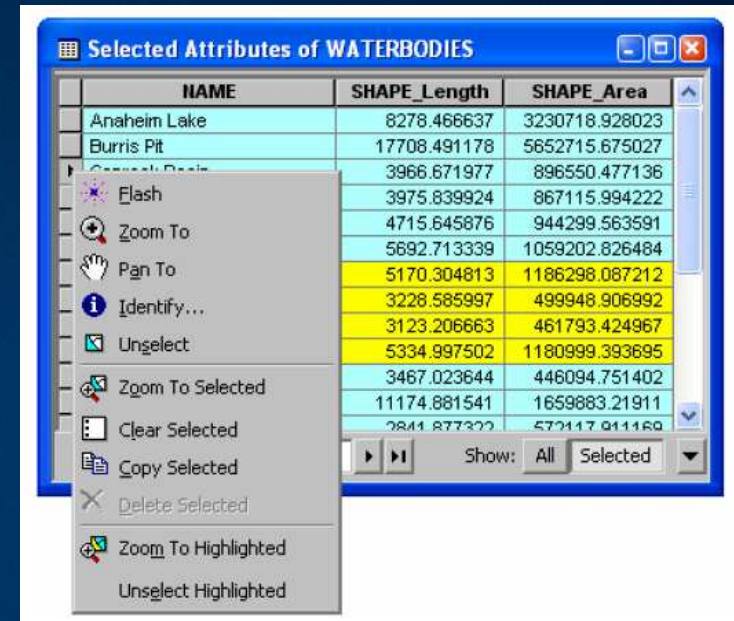 Selected Attributes of WATERBODIES
NAME SHAPE_Length SHAPE_Area
Anaheim Lake 8278.466637 3230718.928023
Burris Pit 17708.491178 5652715.675027
3966.671977 896550.477136
3975.839924 867115.994222
4715.645876 944299.563591
5692.713339 1059202.826484
5170.304813 1186298.087212
3228.585997 499948.906992
3123.206663 461793.424967
5334.997502 1180999.393695
3467.023644 446094.751402
11174.881541 1659883.21911
2841.877322 572117.911169
Show: All Selected
Flash
Zoom To
Pan To
Identify...
Unselect
Zoom To Selected
Clear Selected
Copy Selected
Delete Selected
Zoom To Highlighted
Unselect Highlighted